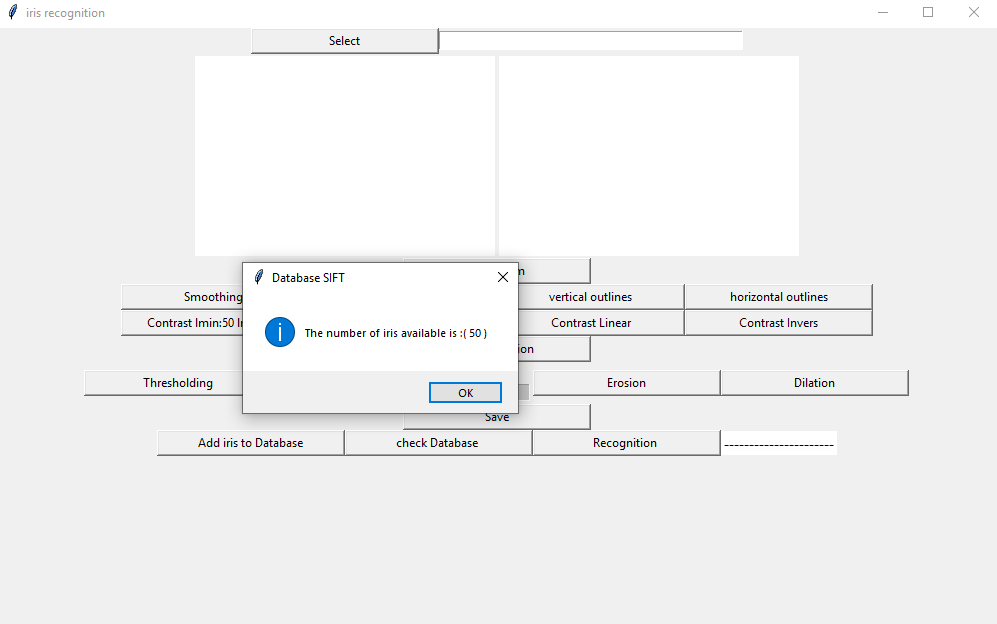 iris recognition
Select
Database SIFT
Smoothing
vertical outlines
horizontal outlines
The number of iris available is :( 50 )
Contrast Imin:50
Contrast Linear
Contrast Invers
Thresholding
OK
Erosion
Dilation
Save
Add iris to Database
check Database
Recognition
----------------------